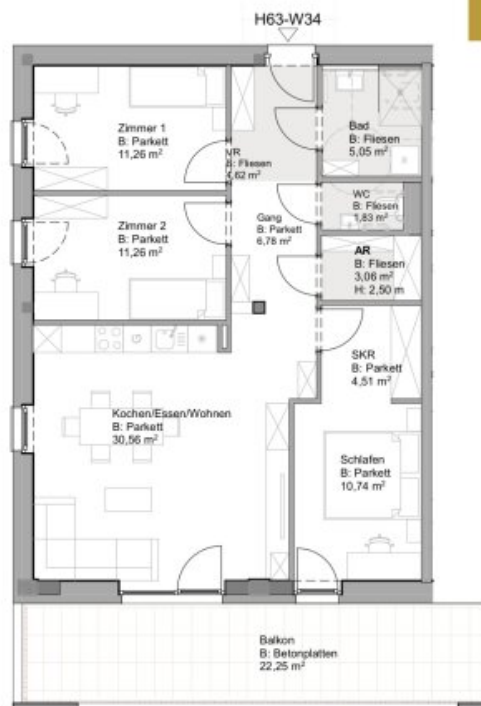 H63-W34
Zimmer 1
B: Parkett
11,26 m²
VR
B: Fliesen
4,62 m²
Bad
B: Fliesen
5,05 m²
WC
B: Fliesen
1,83 m²
Zimmer 2
B: Parkett
11,26 m²
Gang
B: Parkett
6,78 m²
AR
B: Fliesen
3,06 m²
H: 2,50 m
G
SKR
B: Parkett
4,51 m²
Kochen/Essen/Wohnen
B: Parkett
30,56 m²
Schlafen
B: Parkett
10,74 m²
Balkon
B: Betonplatten
22,25 m²